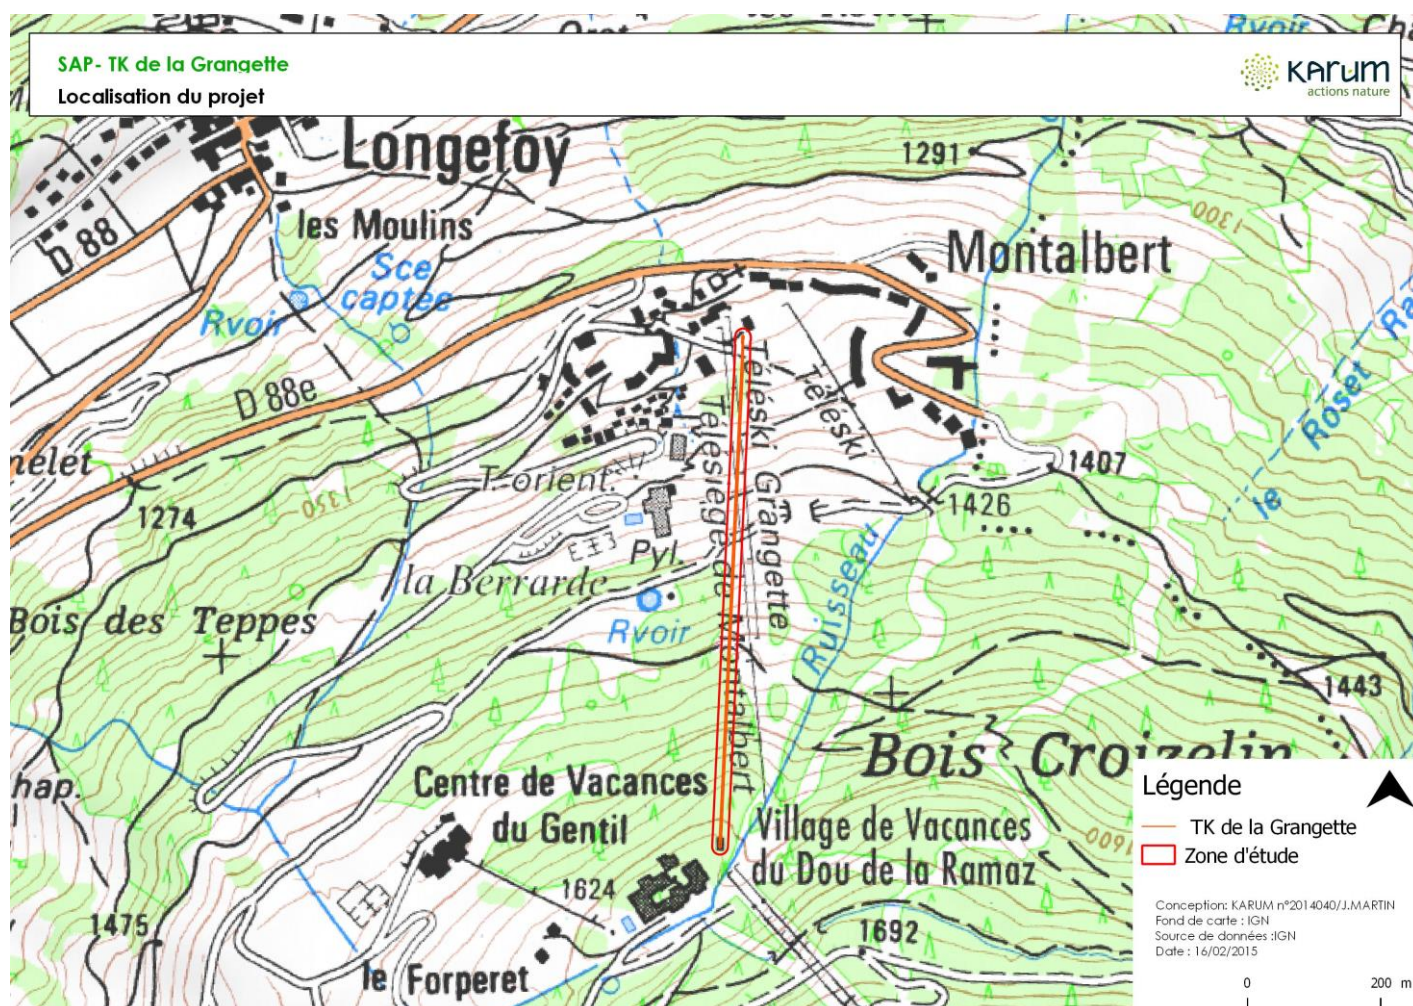 SAP- TK de la Grangette
Localisation du projet
KARUM
actions nature
Rvoir
Longefoy
1291
1300
les Moulins
D 88
Montalbert
Sce
captée
Rvoir
D 88e
Téléski Grangette
Téléski
Télésiège de Montalbert
le Roset
1407
T. orient.
1426
1350
1274
Pyl.
la Berrarde
Ruisseau
Bois des Teppes
Rvoir
1443
Bois Croizelin
Centre de Vacances
du Gentil
Village de Vacances
du Dou de la Ramaz
1624
1475
1692
le Forperet
1600
Légende
TK de la Grangette
Zone d'étude
Conception: KARUM n°2014040/J.MARTIN
Fond de carte : IGN
Source de données :IGN
Date : 16/02/2015
0 200 m